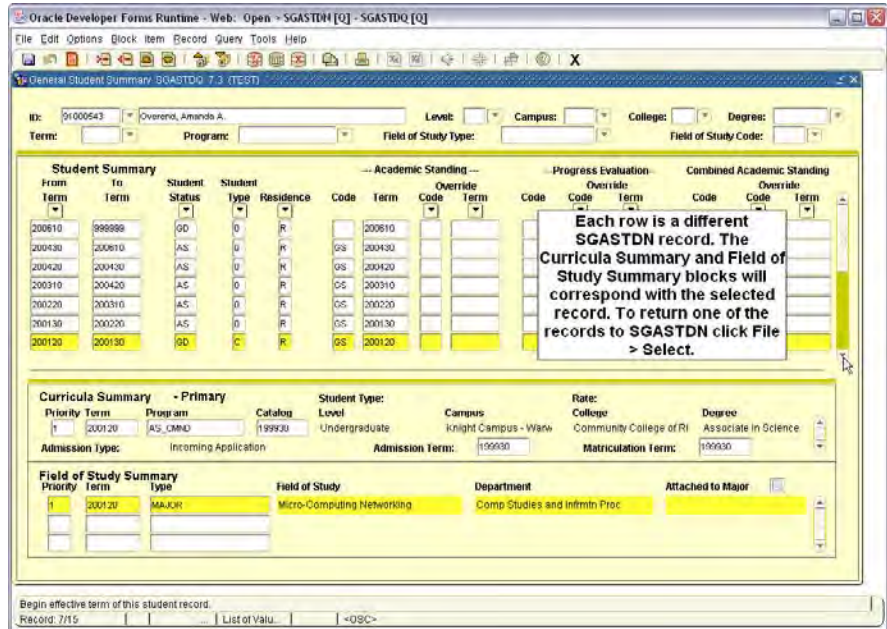 Oracle Developer Forms Runtime - Web: Open > SGASTDN [Q] - SGASTDQ [Q]
File Edit Options Block Item Record Query Tools Help
X
General Student Summary SGASTDQ 7.3 (TEST)
ID: 91000543 Overend, Amanda A. Level: Campus: College: Degree:
Term: Program: Field of Study Type: Field of Study Code:
Student Summary --- Academic Standing --- Progress Evaluation Combined Academic Standing
From To Student Student Override Override Override
Term Term Status Type Residence Code Term Code Term Code Code Term Code Code Term
200610 999999 GD 0 R 200610
200430 200610 AS 0 R GS 200430
200420 200430 AS 0 R GS 200420
200310 200420 AS 0 R GS 200310
200220 200310 AS 0 R GS 200220
200130 200220 AS 0 R GS 200130
200120 200130 GD C R GS 200120
Each row is a different
SGASTDN record. The
Curricula Summary and Field of
Study Summary blocks will
correspond with the selected
record. To return one of the
records to SGASTDN click File
> Select.
Curricula Summary - Primary Student Type: Rate:
Priority Term Program Catalog Level Campus College Degree
1 200120 AS_CMND 199930 Undergraduate Knight Campus - Warw Community College of RI Associate in Science
Admission Type: Incoming Application Admission Term: 199930 Matriculation Term: 199930
Field of Study Summary
Priority Term Type Field of Study Department Attached to Major
1 200120 MAJOR Micro-Computing Networking Comp Studies and Infrmtn Proc
Begin effective term of this student record.
Record: 7/15 ... List of Valu... <OSC>